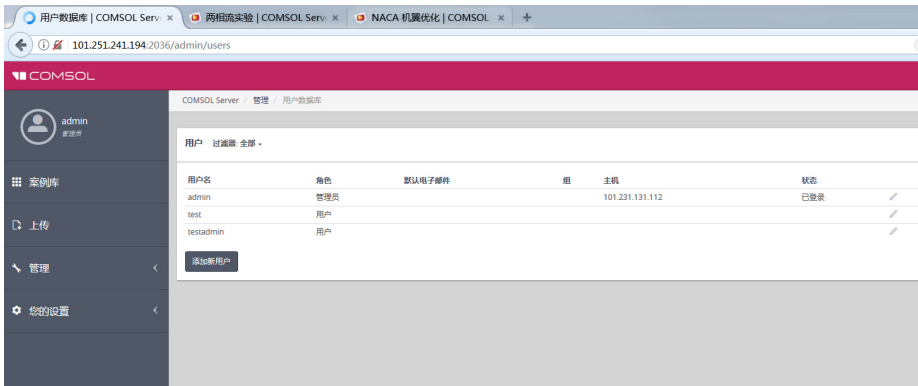 用户数据库 | COMSOL Serv × 两相流实验 | COMSOL Serv × NACA 机翼优化 | COMSOL × +
101.251.241.194:2036/admin/users
COMSOL
COMSOL Server / 管理 / 用户数据库
admin
管理员
用户 过滤器: 全部
案例库
上传
管理
您的设置
用户名 角色 默认电子邮件 组 主机 状态
admin 管理员 101.231.131.112 已登录
test 用户
testadmin 用户
添加新用户